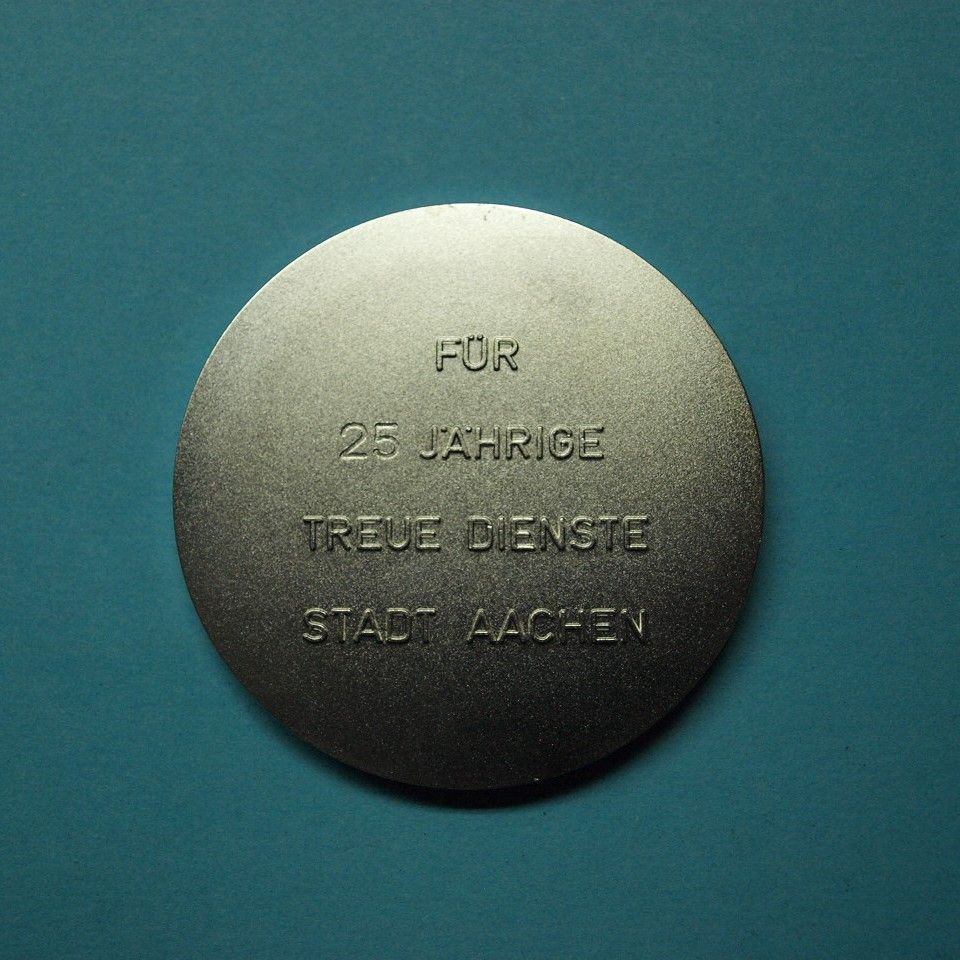 FÜR
25 JÄHRIGE
TREUE DIENSTE
STADT AACHEN